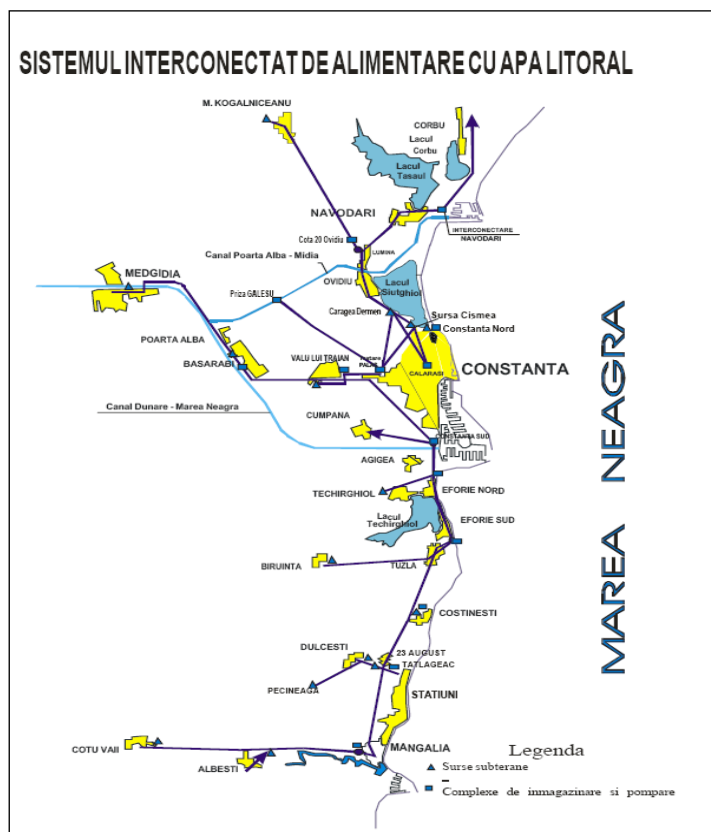 SISTEMUL INTERCONECTAT DE ALIMENTARE CU APA LITORAL
M. KOGALNICEANU
CORBU
Lacul
Corbu
Lacul
Tasaul
NAVODARI
INTERCONECTARE
NAVODARI
Cota 20 Ovidiu
LUMINA
Canal Poarta Alba - Midia
MEDGIDIA
OVIDIU
Lacul
Siutghiol
Priza GALESU
Caragea Dermen
Sursa Cismea
Constanta Nord
POARTA ALBA
BASARABI
VALU LUI TRAIAN
PALAS
CALARASI
CONSTANTA
Canal Dunare - Marea Neagra
CUMPANA
CONSTANTA SUD
AGIGEA
TECHIRGHIOL
EFORIE NORD
Lacul
Techirghiol
EFORIE SUD
BIRUINTA
TUZLA
COSTINESTI
DULCESTI
23 AUGUST
TATLAGEAC
PECINEAGA
STATIUNI
COTU VAII
MANGALIA
ALBESTI
MAREA NEAGRA
Legenda
Surse subterane
Complexe de inmagazinare si pompare